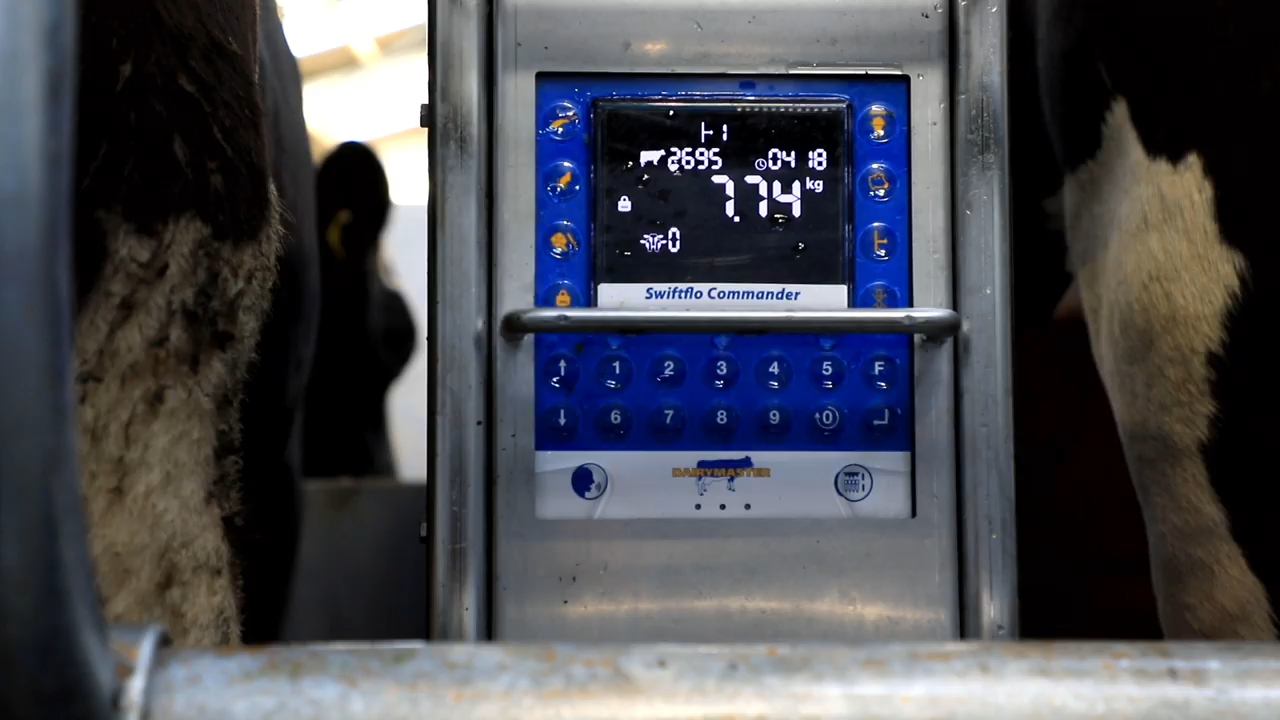 1
2695 04 18
7.74 kg
0
Swiftflo Commander
↑ 1 2 3 4 5 F
↓ 6 7 8 9 0 ↵
DAIRYMASTER